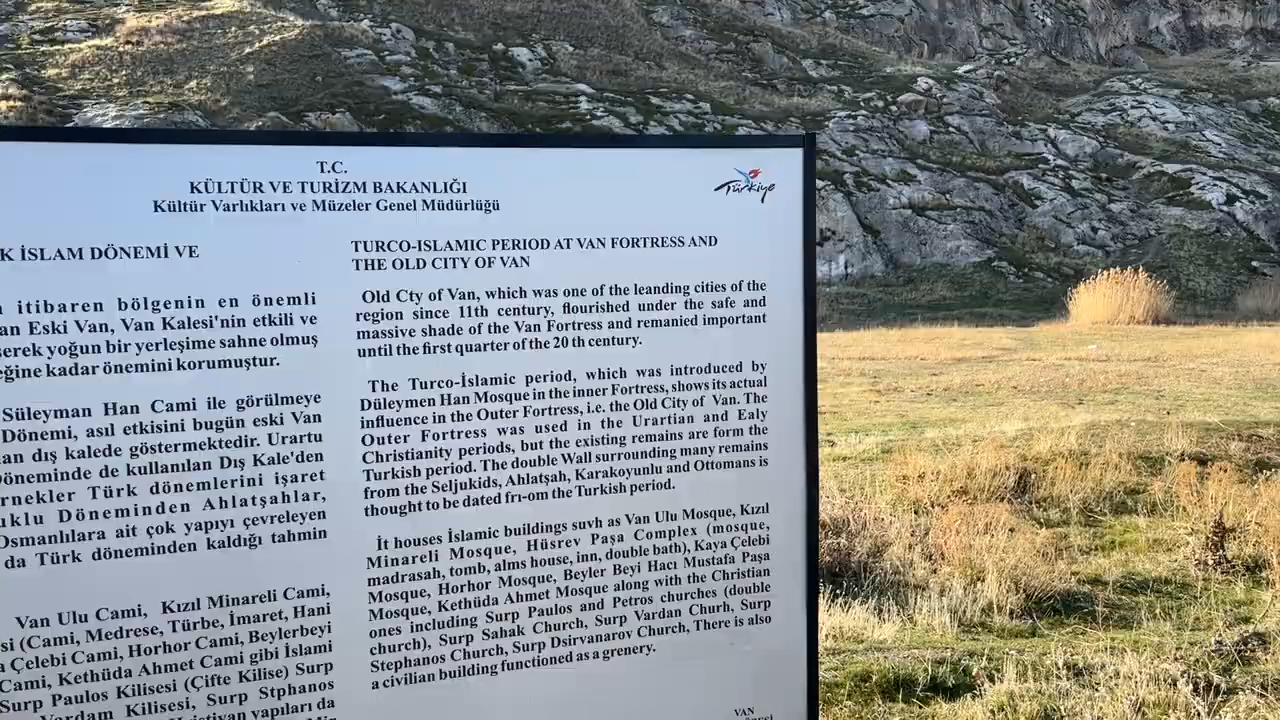 T.C.
KÜLTÜR VE TURİZM BAKANLIĞI
Kültür Varlıkları ve Müzeler Genel Müdürlüğü
Türkiye
K İSLAM DÖNEMİ VE
itibaren bölgenin en önemli
an Eski Van, Van Kalesi'nin etkili ve
serek yoğun bir yerleşime sahne olmuş
eğine kadar önemini korumuştur.
Süleyman Han Cami ile görülmeye
Dönemi, asıl etkisini bugün eski Van
an dış kalede göstermektedir. Urartu
Döneminde de kullanılan Dış Kale'den
rnekler Türk dönemlerini işaret
uklu Döneminden Ahlatşahlar,
Osmanlılara ait çok yapıyı çevreleyen
da Türk döneminden kaldığı tahmin
Van Ulu Cami, Kızıl Minareli Cami,
si (Cami, Medrese, Türbe, İmaret, Hani
a Çelebi Cami, Horhor Cami, Beylerbeyi
Cami, Kethüda Ahmet Cami gibi İslami
Surp Paulos Kilisesi (Çifte Kilise) Surp
Vardam Kilisesi, Surp Stphanos
Hristiyan yapıları da
TURCO-ISLAMIC PERIOD AT VAN FORTRESS AND
THE OLD CITY OF VAN
Old Cty of Van, which was one of the leanding cities of the
region since 11th century, flourished under the safe and
massive shade of the Van Fortress and remanied important
until the first quarter of the 20 th century.
The Turco-İslamic period, which was introduced by
Düleymen Han Mosque in the inner Fortress, shows its actual
influence in the Outer Fortress, i.e. the Old City of Van. The
Outer Fortress was used in the Urartian and Ealy
Christianity periods, but the existing remains are form the
Turkish period. The double Wall surrounding many remains
from the Seljukids, Ahlatşah, Karakoyunlu and Ottomans is
thought to be dated fri-om the Turkish period.
İt houses İslamic buildings suvh as Van Ulu Mosque, Kızıl
Minareli Mosque, Hüsrev Paşa Complex (mosque,
madrasah, tomb, alms house, inn, double bath), Kaya Çelebi
Mosque, Horhor Mosque, Beyler Beyi Hacı Mustafa Paşa
Mosque, Kethüda Ahmet Mosque along with the Christian
ones including Surp Paulos and Petros churches (double
church), Surp Sahak Church, Surp Vardan Churh, Surp
Stephanos Church, Surp Dsirvanarov Church, There is also
a civilian building functioned as a grenery.
VAN